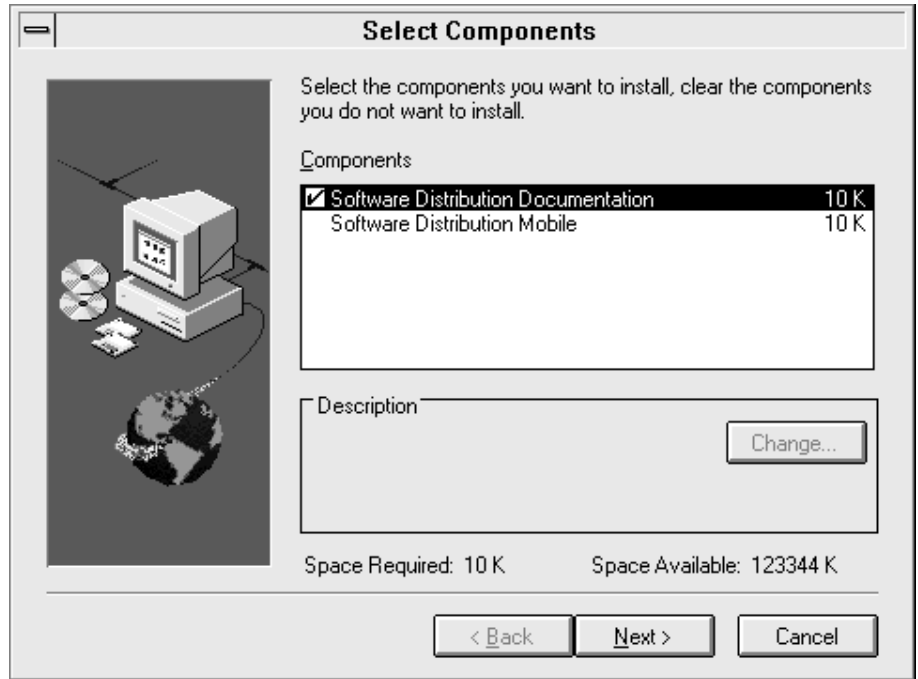 Select Components
Select the components you want to install, clear the components
you do not want to install.
Components
Software Distribution Documentation 10 K
Software Distribution Mobile 10 K
Description
Change...
Space Required: 10 K Space Available: 123344 K
< Back Next > Cancel